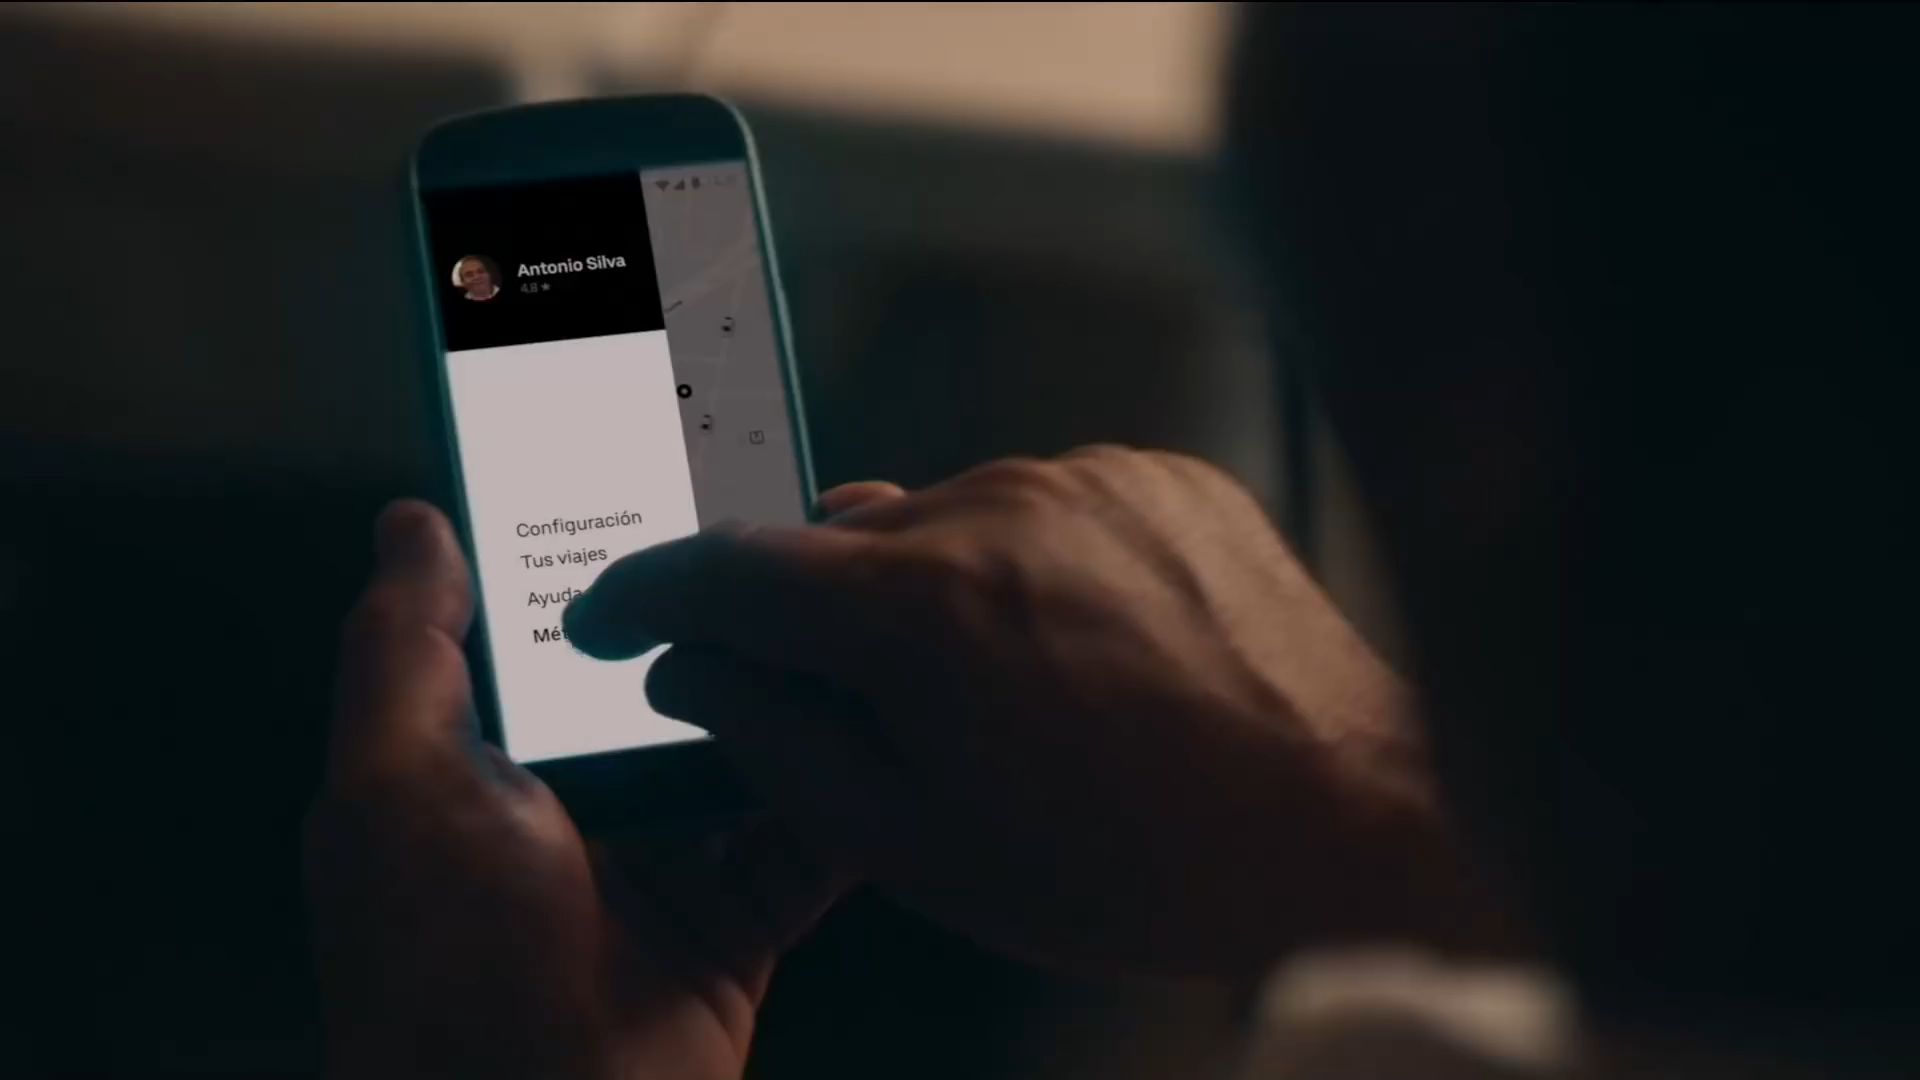 Antonio Silva
4.8 ★
Configuración
Tus viajes
Ayuda